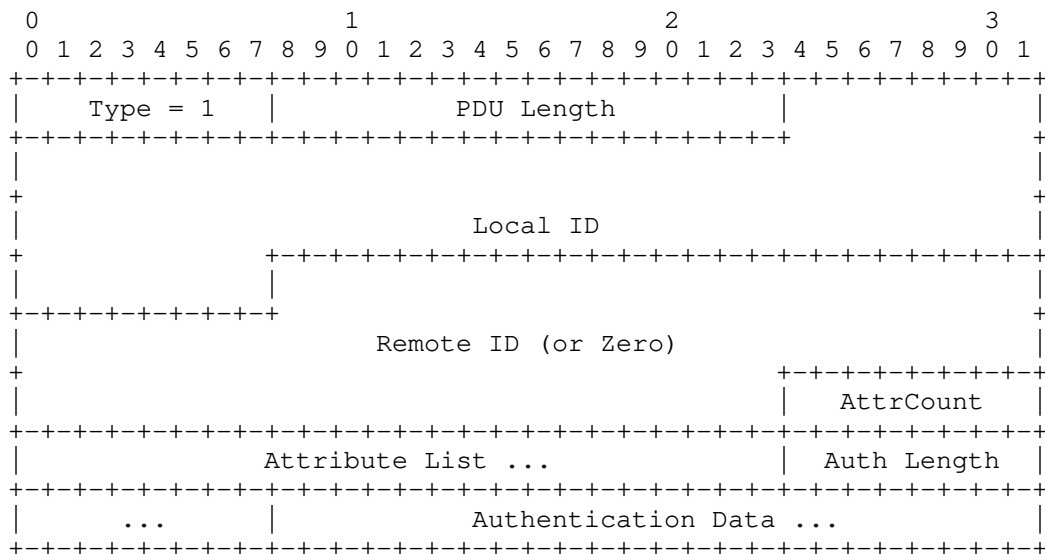 0                   1                   2                   3
0 1 2 3 4 5 6 7 8 9 0 1 2 3 4 5 6 7 8 9 0 1 2 3 4 5 6 7 8 9 0 1
Type = 1 PDU Length
Local ID
Remote ID (or Zero)
AttrCount
Attribute List ... Auth Length
... Authentication Data ...